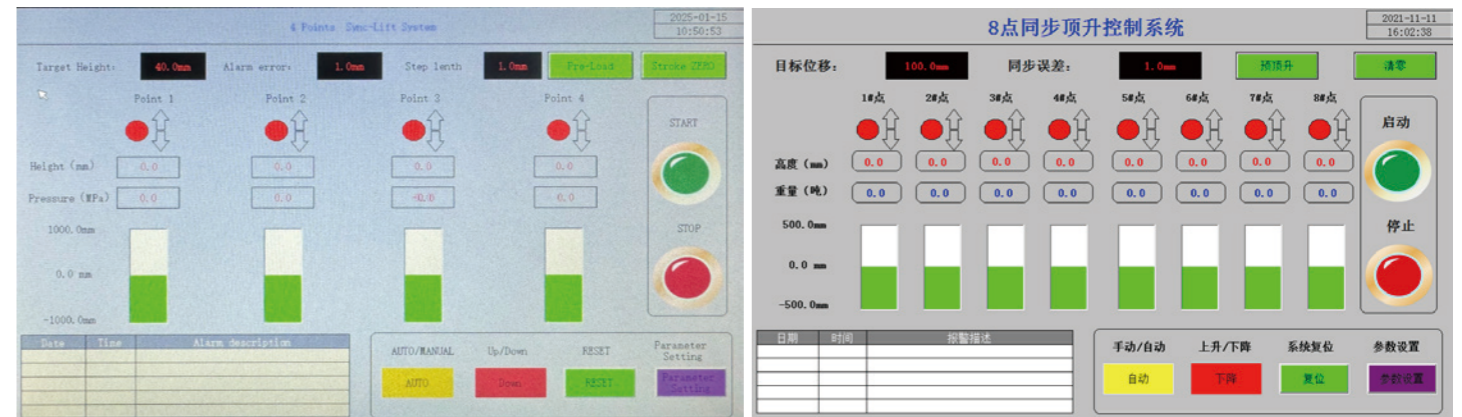 4 Points Sync-Lift System
2025-01-15
10:50:53
Target Height:
40.0mm
Alarm error:
1.0mm
Step lenth
1.0mm
Pre-Load
Stroke ZERO
Point 1
Point 2
Point 3
Point 4
START
Height (mm)
0.0
0.0
0.0
0.0
Pressure (MPa)
0.0
0.0
0.0
1000.0mm
STOP
0.0 mm
-1000.0mm
Date
Time
Alarm description
AUTO/MANUAL
Up/Down
RESET
Parameter
Setting
AUTO
Down
RESET
Parameter
Setting
8点同步顶升控制系统
2021-11-11
16:02:38
目标位移:
100.0mm
同步误差:
1.0mm
预顶升
清零
1#点
2#点
3#点
4#点
5#点
6#点
7#点
8#点
启动
高度 (mm)
0.0
0.0
0.0
0.0
0.0
0.0
0.0
0.0
重量 (吨)
0.0
0.0
0.0
0.0
0.0
0.0
0.0
0.0
500.0mm
停止
0.0 mm
-500.0mm
日期
时间
报警描述
手动/自动
上升/下降
系统复位
参数设置
自动
下降
复位
参数设置